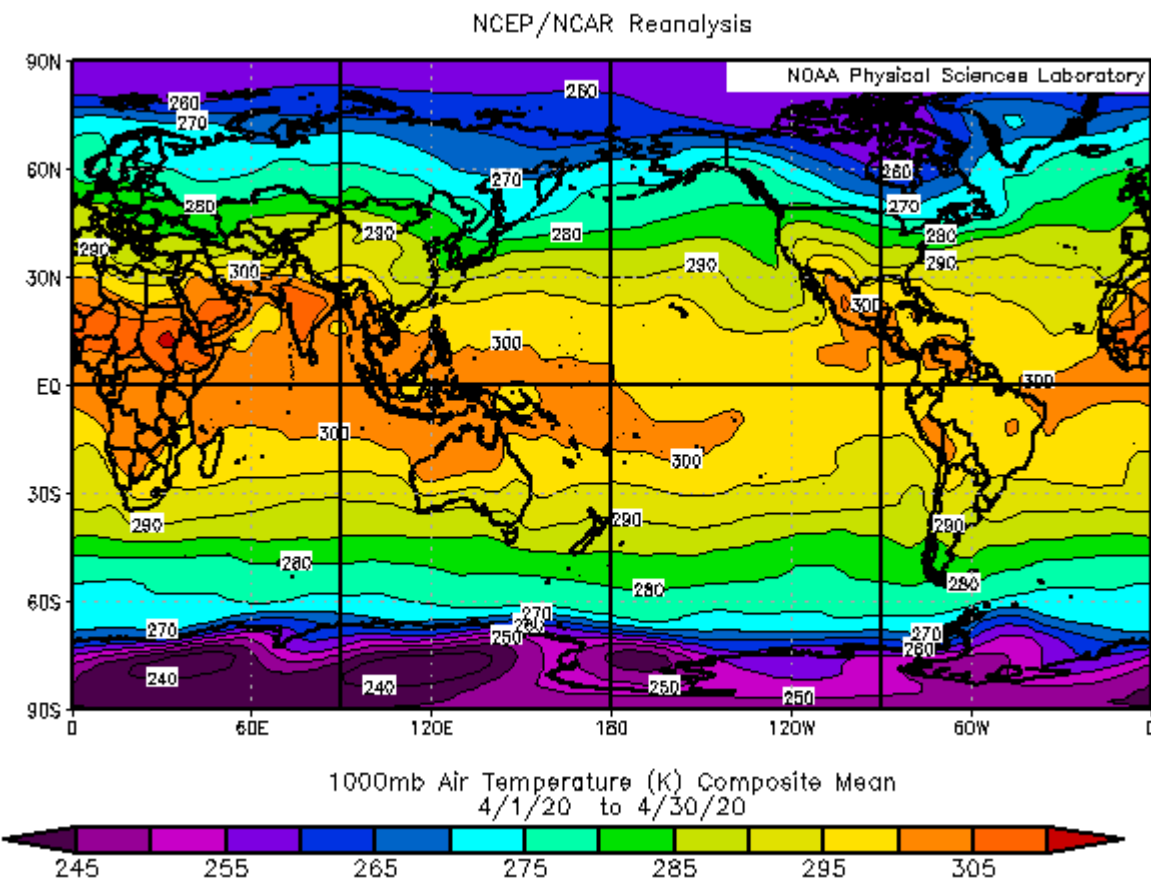 NCEP/NCAR Reanalysis
90N
NOAA Physical Sciences Laboratory
260
260
270
60N
260
270
270
280
280
280
290
290
290
290
30N
300
300
300
EQ
300
300
300
30S
290
290
290
280
280
280
60S
270
270
260
250
270
260
240
240
250
250
90S
0 60E 120E 180 120W 60W 0
1000mb Air Temperature (K) Composite Mean
4/1/20 to 4/30/20
245 255 265 275 285 295 305